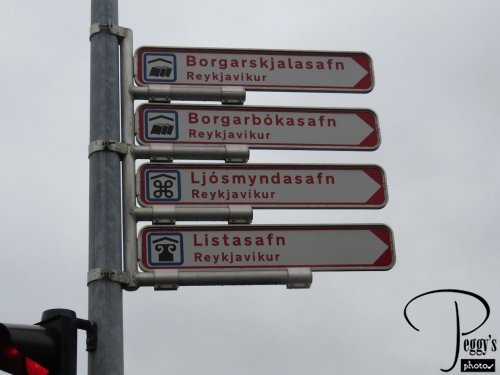 Borgarskjalasafn
Reykjavíkur
Borgarbókasafn
Reykjavíkur
Ljósmyndasafn
Reykjavíkur
Listasafn
Reykjavíkur
Peggy's
photos